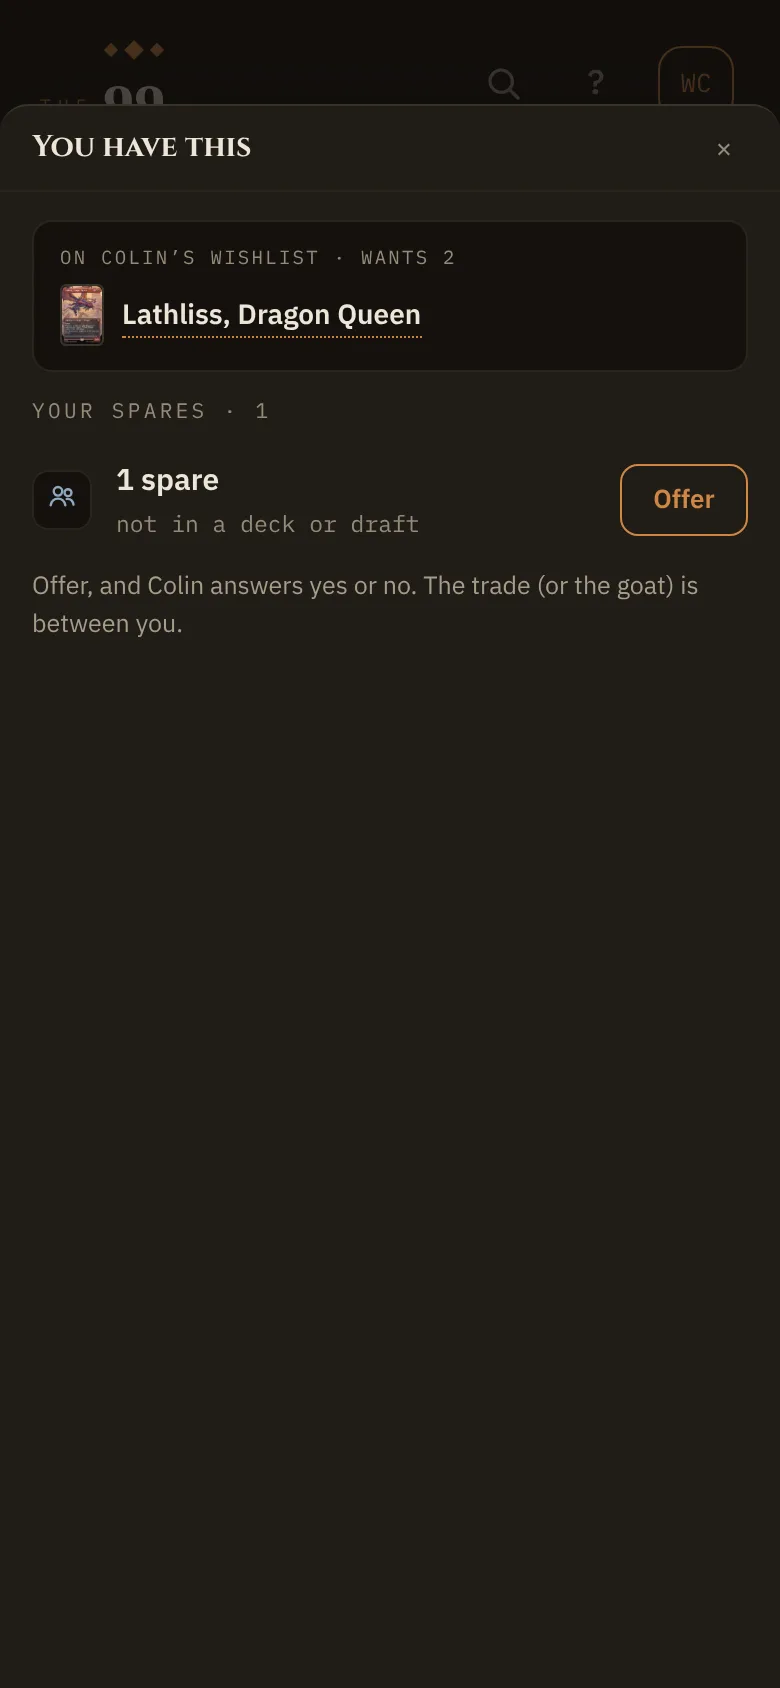 THE 99
?
WC
YOU HAVE THIS
×
ON COLIN’S WISHLIST · WANTS 2
Lathliss, Dragon Queen
YOUR SPARES · 1
1 spare
not in a deck or draft
Offer
Offer, and Colin answers yes or no. The trade (or the goat) is
between you.